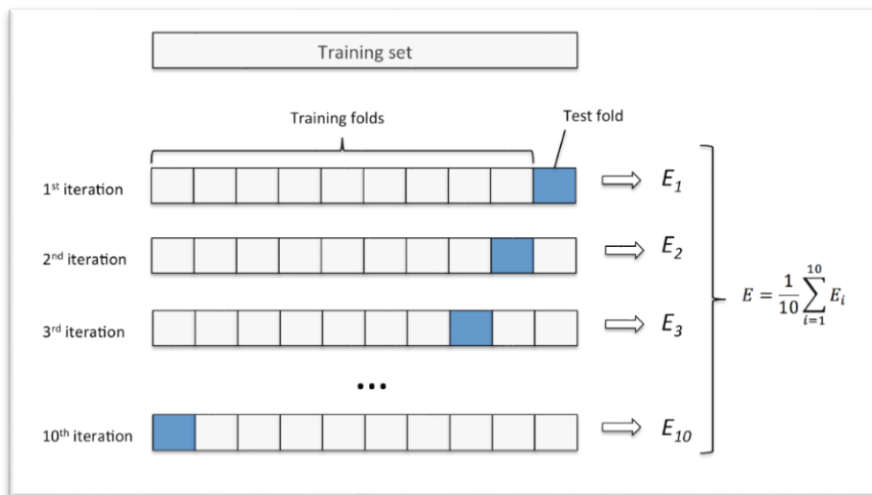 Training set
Training folds
Test fold
1st iteration
E1
2nd iteration
E2
3rd iteration
E3
E = 1/10 ∑ i=1 10 Ei
...
10th iteration
E10